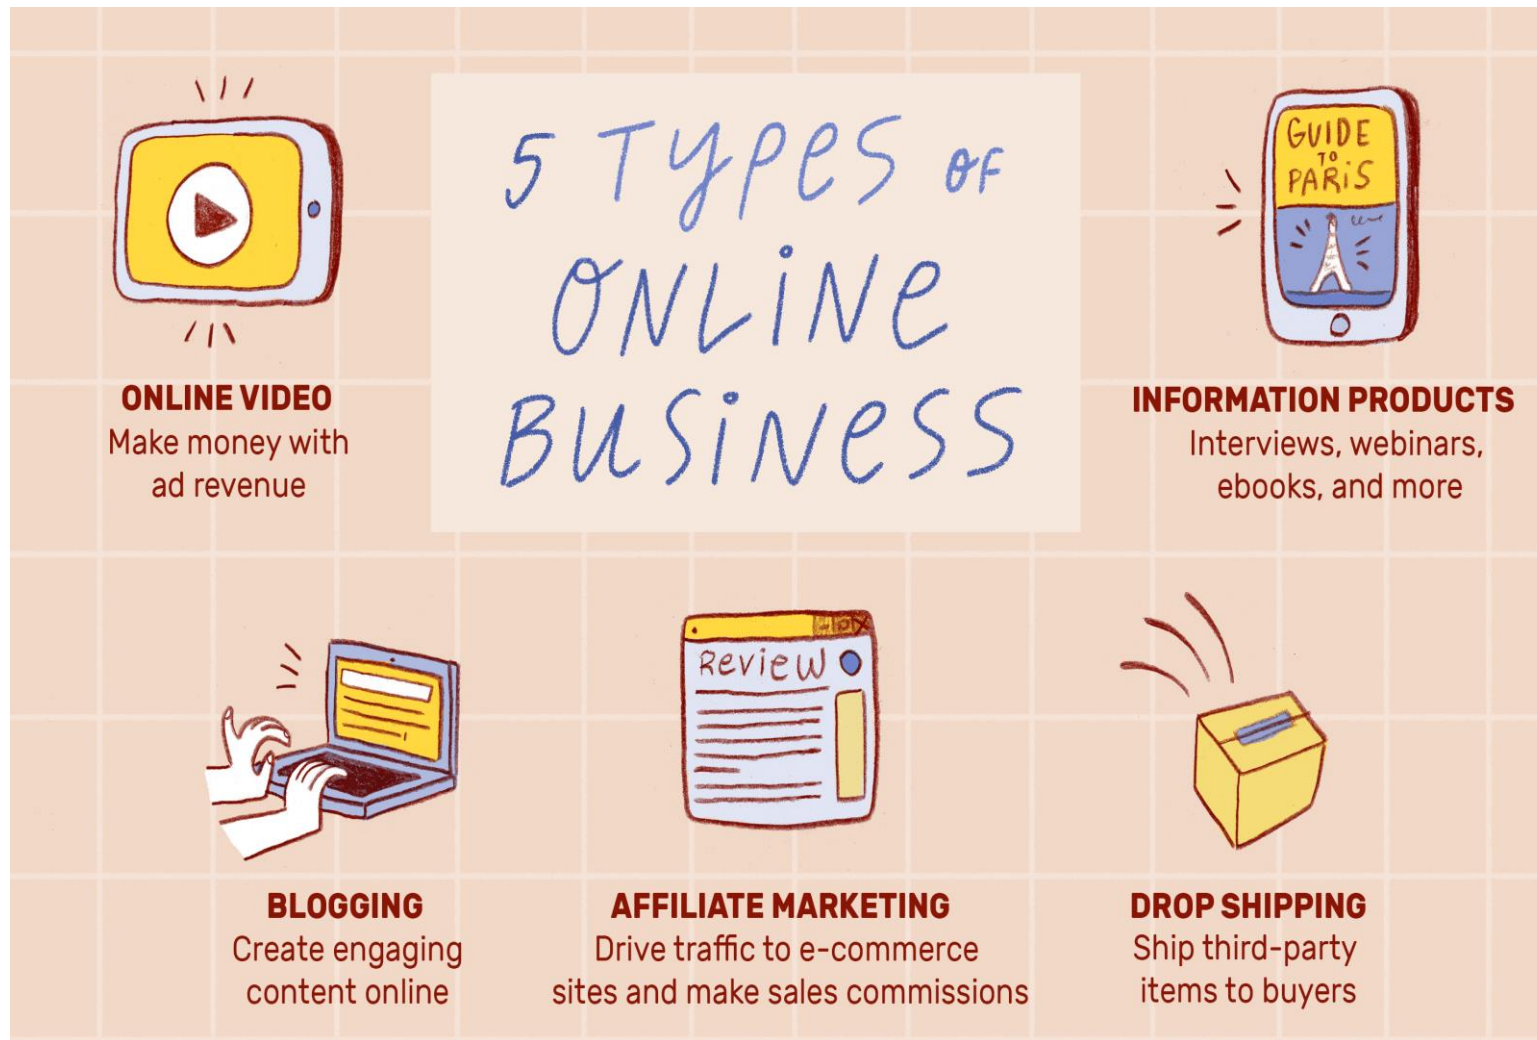 5 Types of
ONLiNe
BUSiNeSS
ONLINE VIDEO
Make money with
ad revenue
GUIDE
TO
PARiS
INFORMATION PRODUCTS
Interviews, webinars,
ebooks, and more
BLOGGING
Create engaging
content online
Review
AFFILIATE MARKETING
Drive traffic to e-commerce
sites and make sales commissions
DROP SHIPPING
Ship third-party
items to buyers